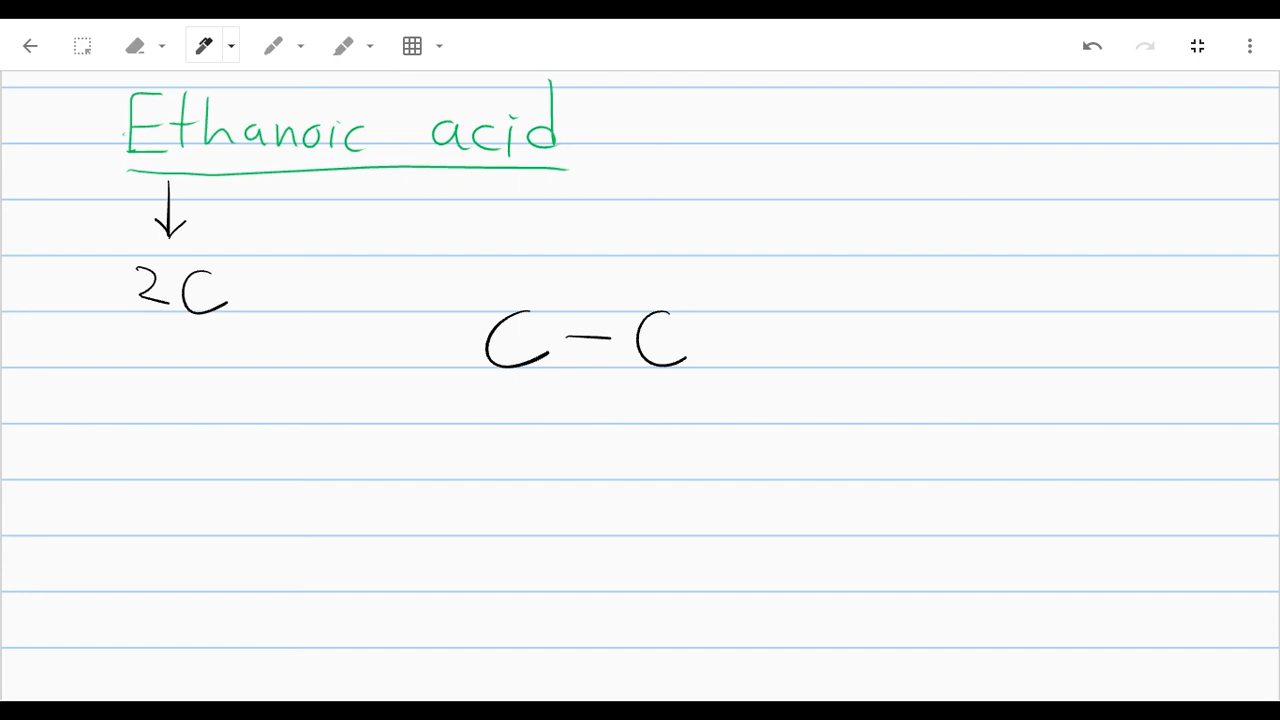 Ethanoic acid
↓
2C
C-C